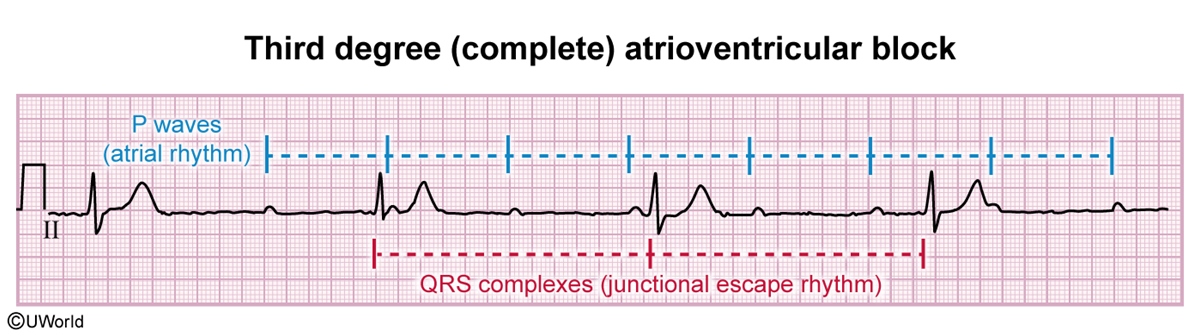 Third degree (complete) atrioventricular block
P waves
(atrial rhythm)
II
QRS complexes (junctional escape rhythm)
©UWorld